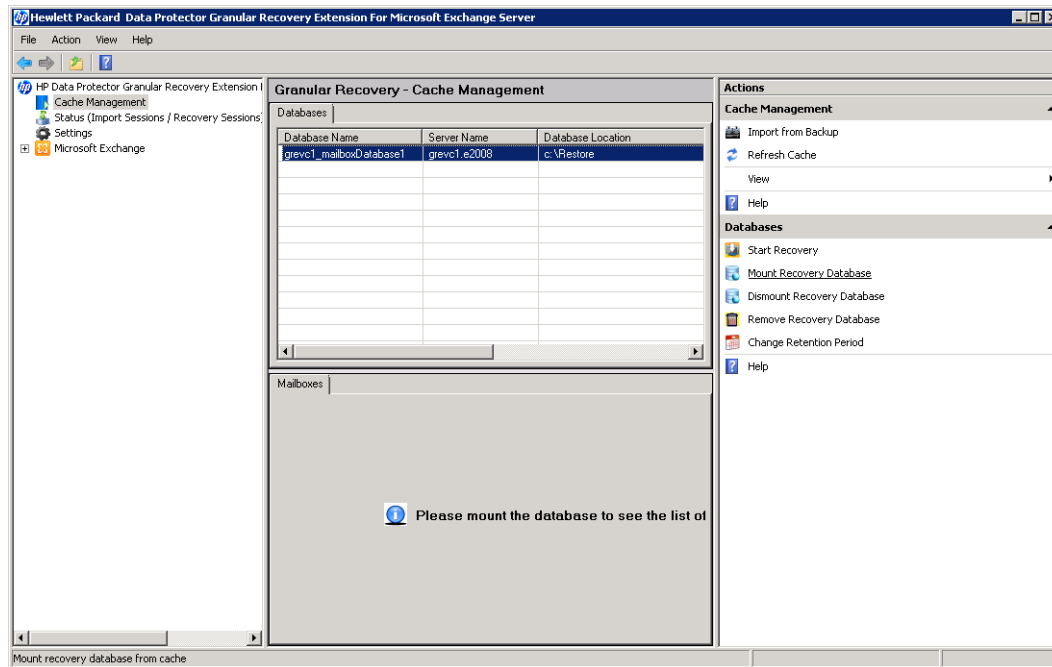 Hewlett Packard Data Protector Granular Recovery Extension For Microsoft Exchange Server
File Action View Help
HP Data Protector Granular Recovery Extension
Cache Management
Status (Import Sessions / Recovery Sessions)
Settings
Microsoft Exchange
Granular Recovery - Cache Management
Databases
Database Name Server Name Database Location
grevc1_mailboxDatabase1 grevc1.e2008 c:\Restore
Mailboxes
Please mount the database to see the list of
Actions
Cache Management
Import from Backup
Refresh Cache
View
Help
Databases
Start Recovery
Mount Recovery Database
Dismount Recovery Database
Remove Recovery Database
Change Retention Period
Help
Mount recovery database from cache